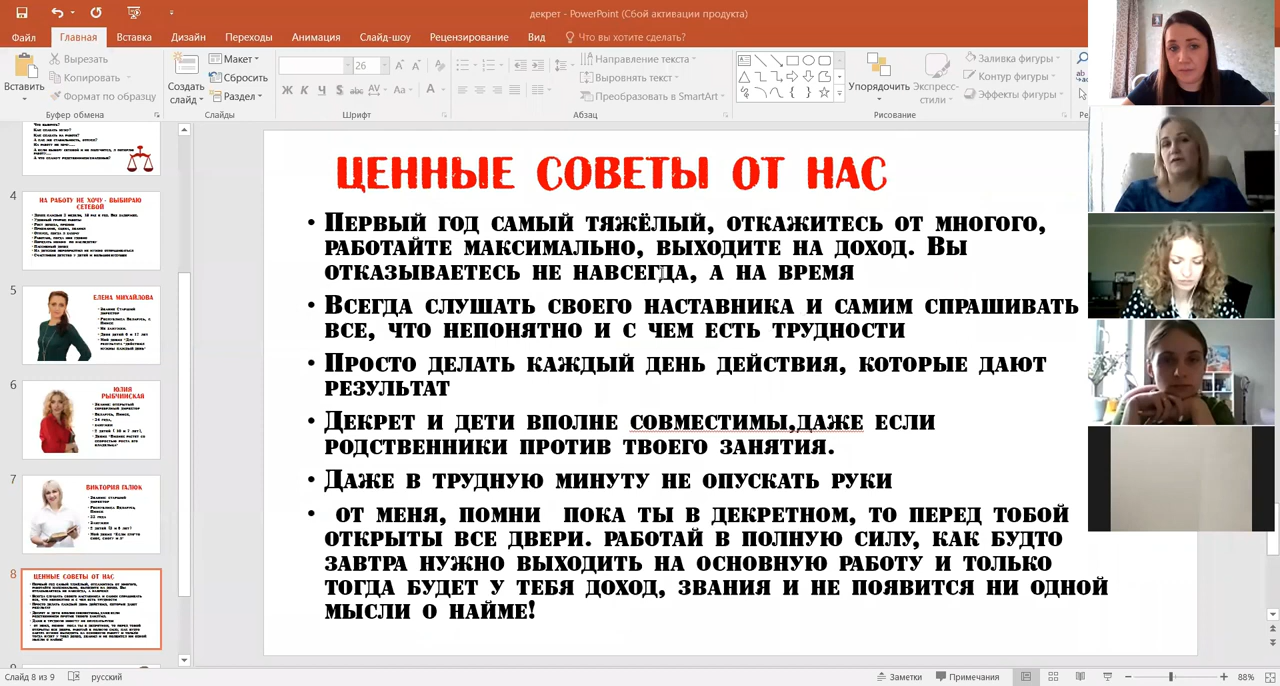 декрет - PowerPoint (Сбой активации продукта)
Файл Главная Вставка Дизайн Переходы Анимация Слайд-шоу Рецензирование Вид Что вы хотите сделать?
Вставить
Вырезать
Копировать
Формат по образцу
Буфер обмена
Создать слайд
Макет
Сбросить
Раздел
Слайды
26
Ж К Ч S abc AV Aa А
Шрифт
Направление текста
Выровнять текст
Преобразовать в SmartArt
Абзац
Упорядочить
Экспресс-стили
Заливка фигуры
Контур фигуры
Эффекты фигуры
Рисование
4
НА РАБОТУ НЕ ХОЧУ - ВЫБИРАЮ СЕТЕВОЙ
5
ЕЛЕНА МИХАЙЛОВА
6
ЮЛИЯ РЫБЧИНСКАЯ
7
ВИКТОРИЯ ГАЛЮК
8
ЦЕННЫЕ СОВЕТЫ ОТ НАС
9
ЦЕННЫЕ СОВЕТЫ ОТ НАС
• Первый год самый тяжёлый, откажитесь от многого,
работайте максимально, выходите на доход. Вы
отказываетесь не навсегда, а на время
• Всегда слушать своего наставника и самим спрашивать
все, что непонятно и с чем есть трудности
• Просто делать каждый день действия, которые дают
результат
• Декрет и дети вполне совместимы,даже если
родственники против твоего занятия.
• Даже в трудную минуту не опускать руки
• от меня, помни пока ты в декретном, то перед тобой
открыты все двери. работай в полную силу, как будто
завтра нужно выходить на основную работу и только
тогда будет у тебя доход, звания и не появится ни одной
мысли о найме!
Слайд 8 из 9 русский Заметки Примечания 88%